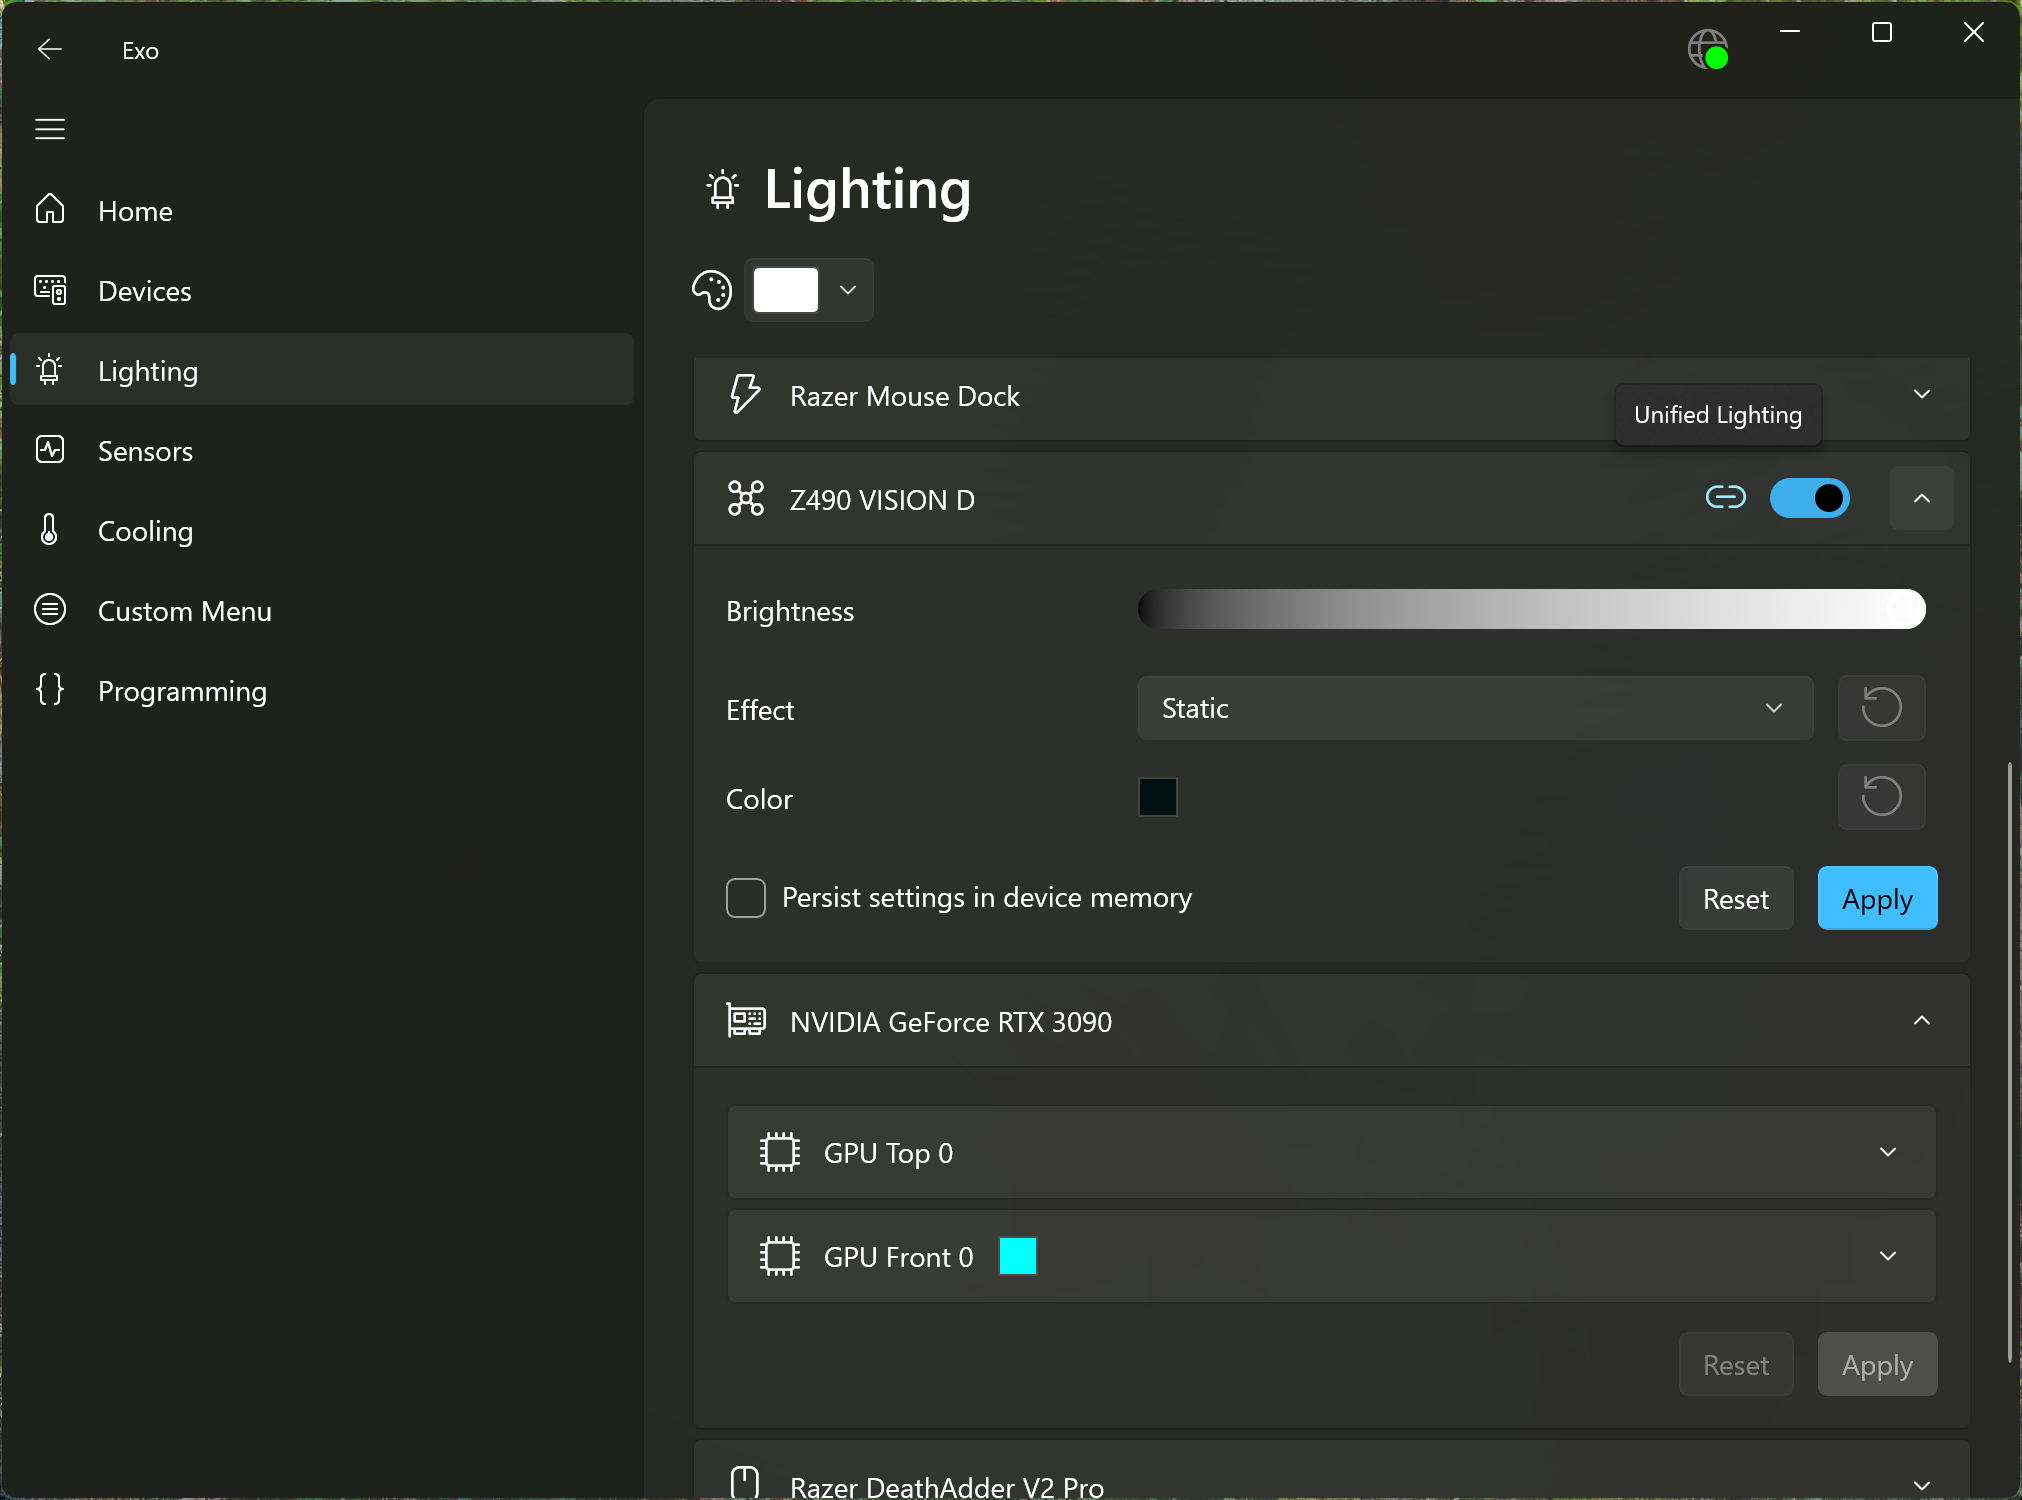 Exo
Home
Devices
Lighting
Sensors
Cooling
Custom Menu
Programming
Lighting
Razer Mouse Dock
Unified Lighting
Z490 VISION D
Brightness
Effect
Static
Color
Persist settings in device memory
Reset
Apply
NVIDIA GeForce RTX 3090
GPU Top 0
GPU Front 0
Reset
Apply
Razer DeathAdder V2 Pro